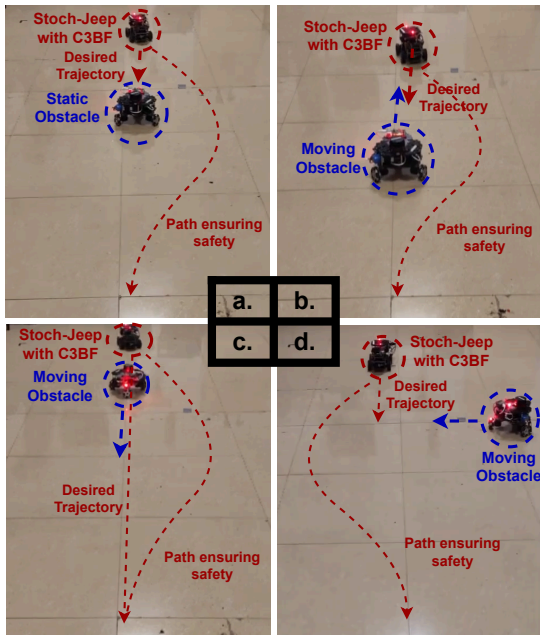 Stoch-Jeep
with C3BF
Desired
Trajectory
Static
Obstacle
Path ensuring
safety
Stoch-Jeep
with C3BF
Desired
Trajectory
Moving
Obstacle
Path ensuring
safety
a.
b.
c.
d.
Stoch-Jeep
with C3BF
Moving
Obstacle
Desired
Trajectory
Path ensuring
safety
Stoch-Jeep
with C3BF
Desired
Trajectory
Moving
Obstacle
Path ensuring
safety